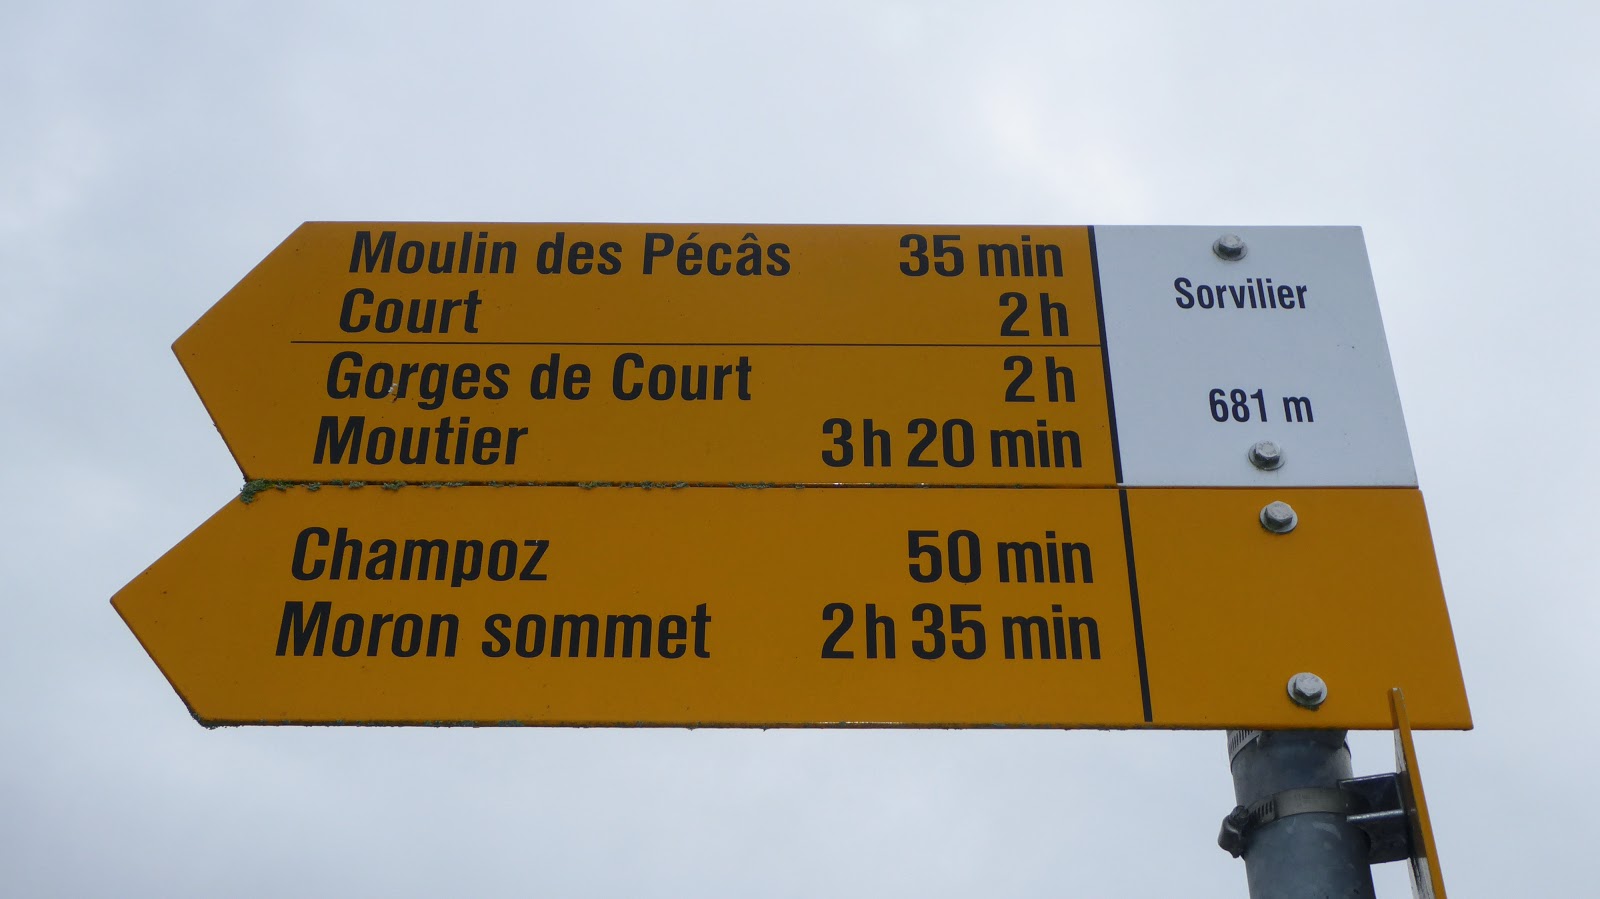 Moulin des Pécâs 35 min
Court 2 h
Gorges de Court 2 h
Moutier 3 h 20 min
Sorvilier
681 m
Champoz 50 min
Moron sommet 2 h 35 min